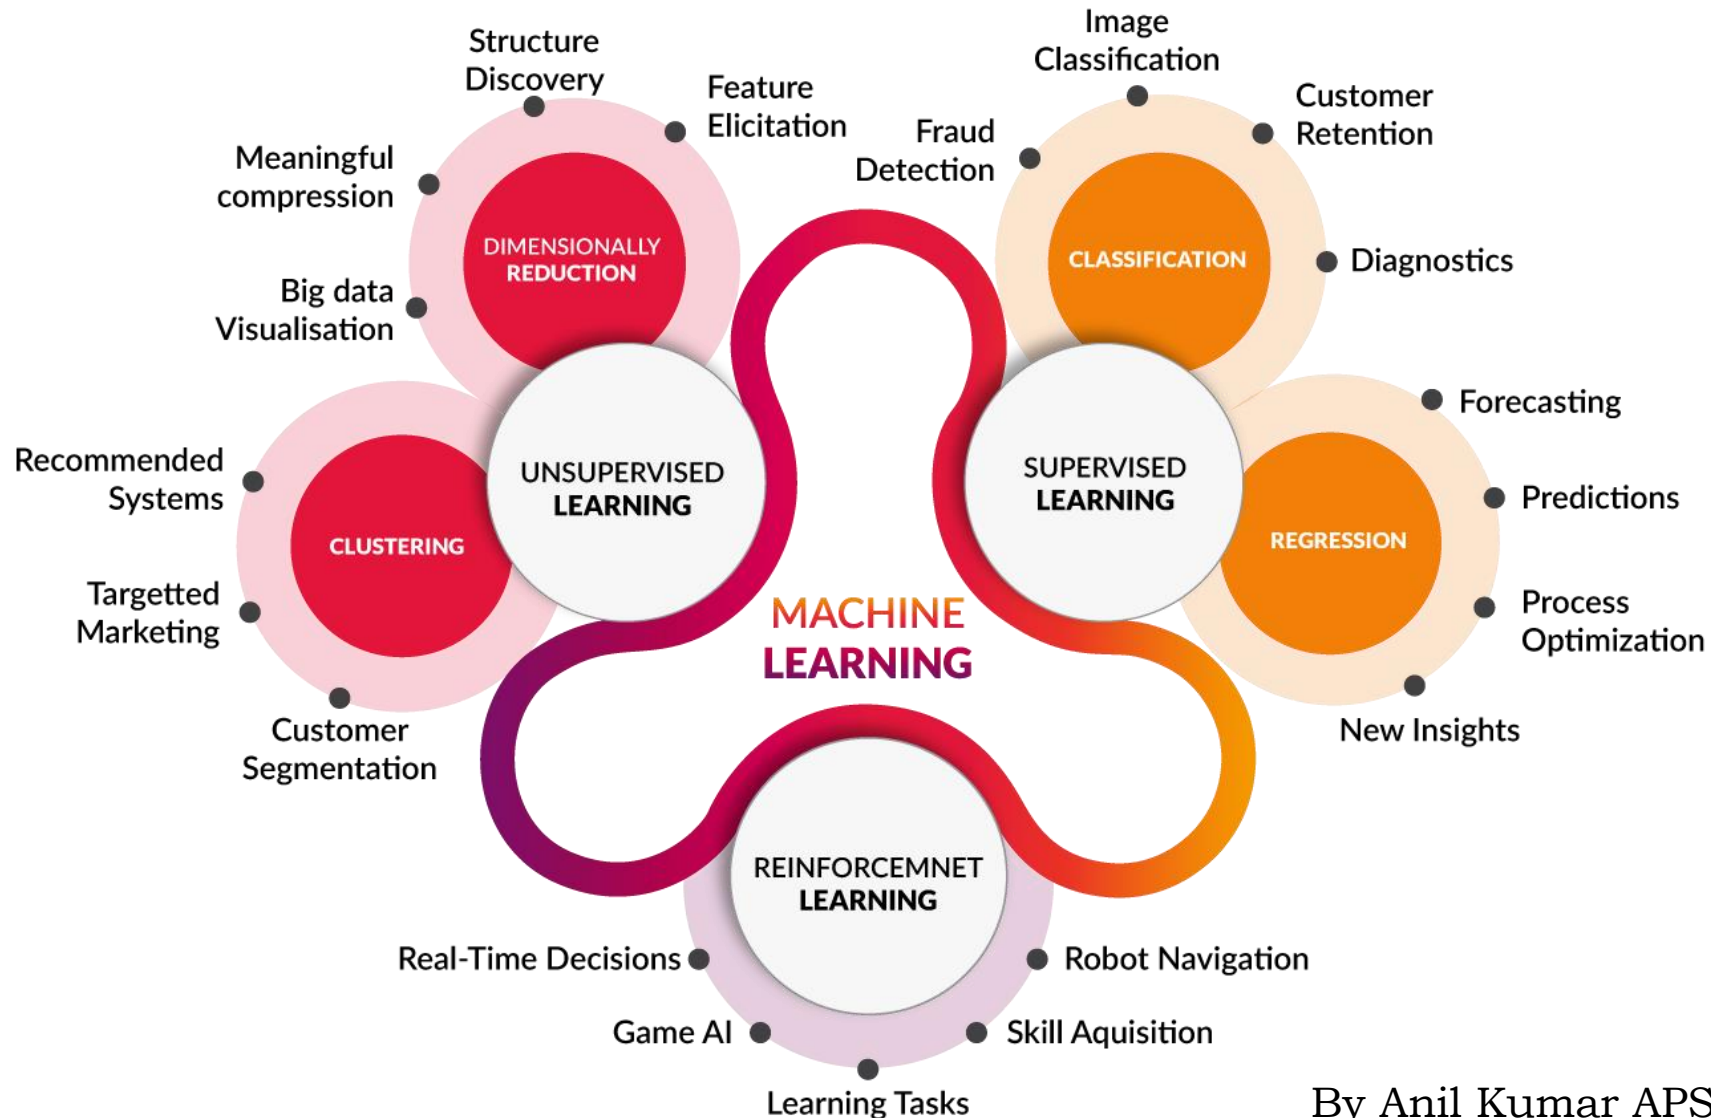 Structure
Discovery
Feature
Elicitation
Meaningful
compression
Big data
Visualisation
DIMENSIONALLY
REDUCTION
Image
Classification
Customer
Retention
Fraud
Detection
Diagnostics
CLASSIFICATION
Forecasting
Predictions
Process
Optimization
New Insights
REGRESSION
SUPERVISED
LEARNING
UNSUPERVISED
LEARNING
Recommended
Systems
Targetted
Marketing
Customer
Segmentation
CLUSTERING
MACHINE
LEARNING
REINFORCEMNET
LEARNING
Real-Time Decisions
Robot Navigation
Game AI
Skill Aquisition
Learning Tasks
By Anil Kumar APS